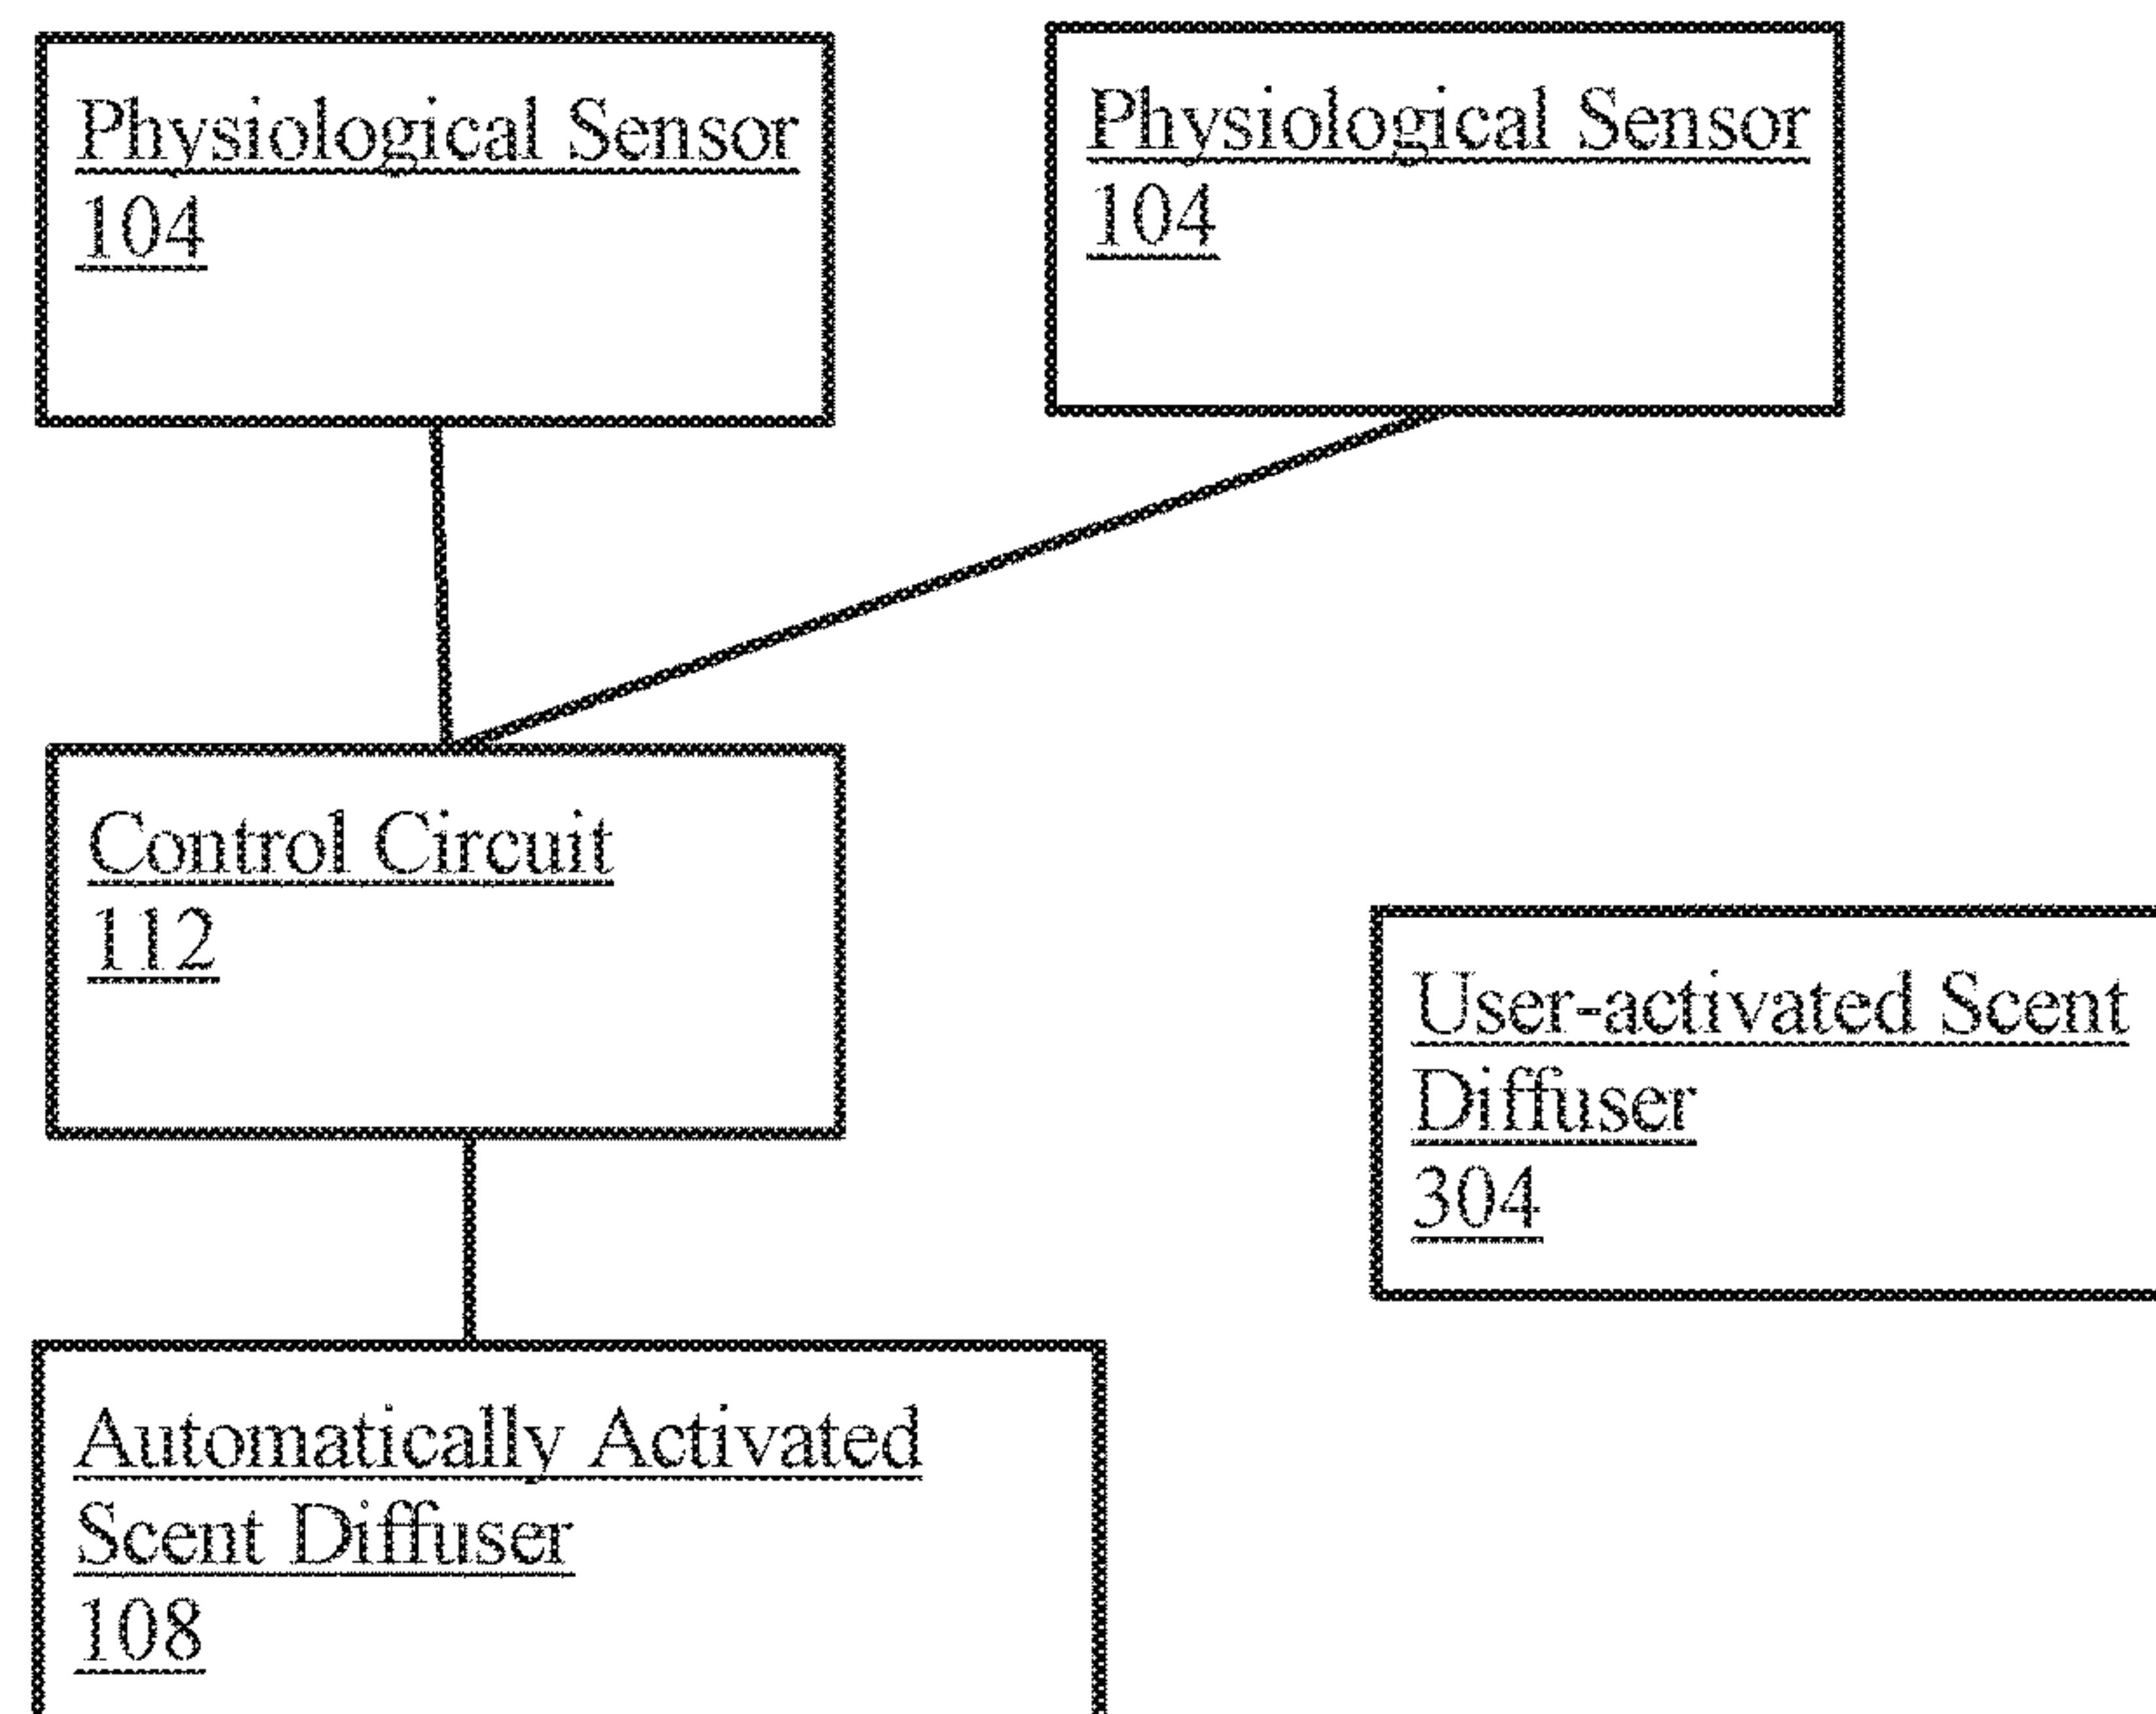 Physiological Sensor
104
Physiological Sensor
104
Control Circuit
112
User-activated Scent
Diffuser
304
Automatically Activated
Scent Diffuser
108